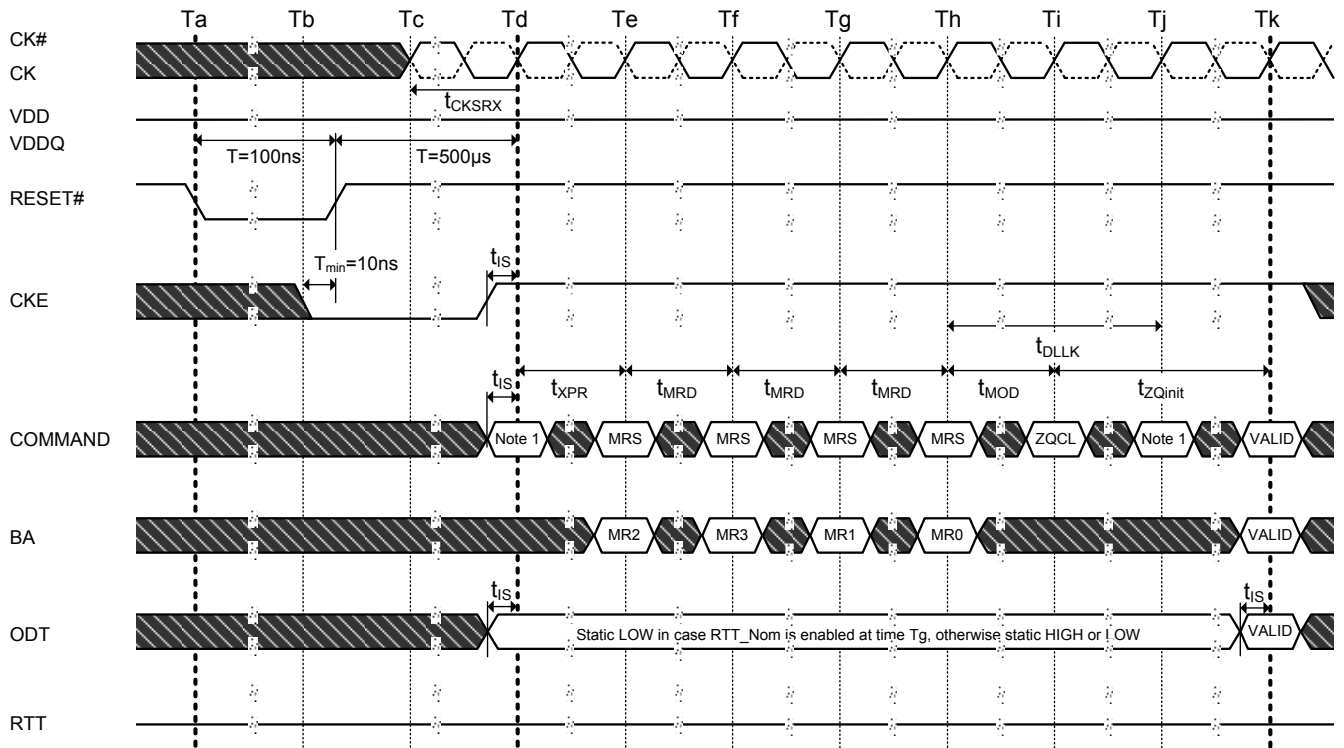 Ta Tb Tc Td Te Tf Tg Th Ti Tj Tk
CK#
CK
tCKSRX
VDD
VDDQ
T=100ns T=500µs
RESET#
Tmin=10ns tIS
CKE
tDLLK
tIS tXPR tMRD tMRD tMRD tMOD tZQinit
COMMAND Note 1 MRS MRS MRS MRS ZQCL Note 1 VALID
BA MR2 MR3 MR1 MR0 VALID
tIS tIS
ODT Static LOW in case RTT_Nom is enabled at time Tg, otherwise static HIGH or LOW VALID
RTT